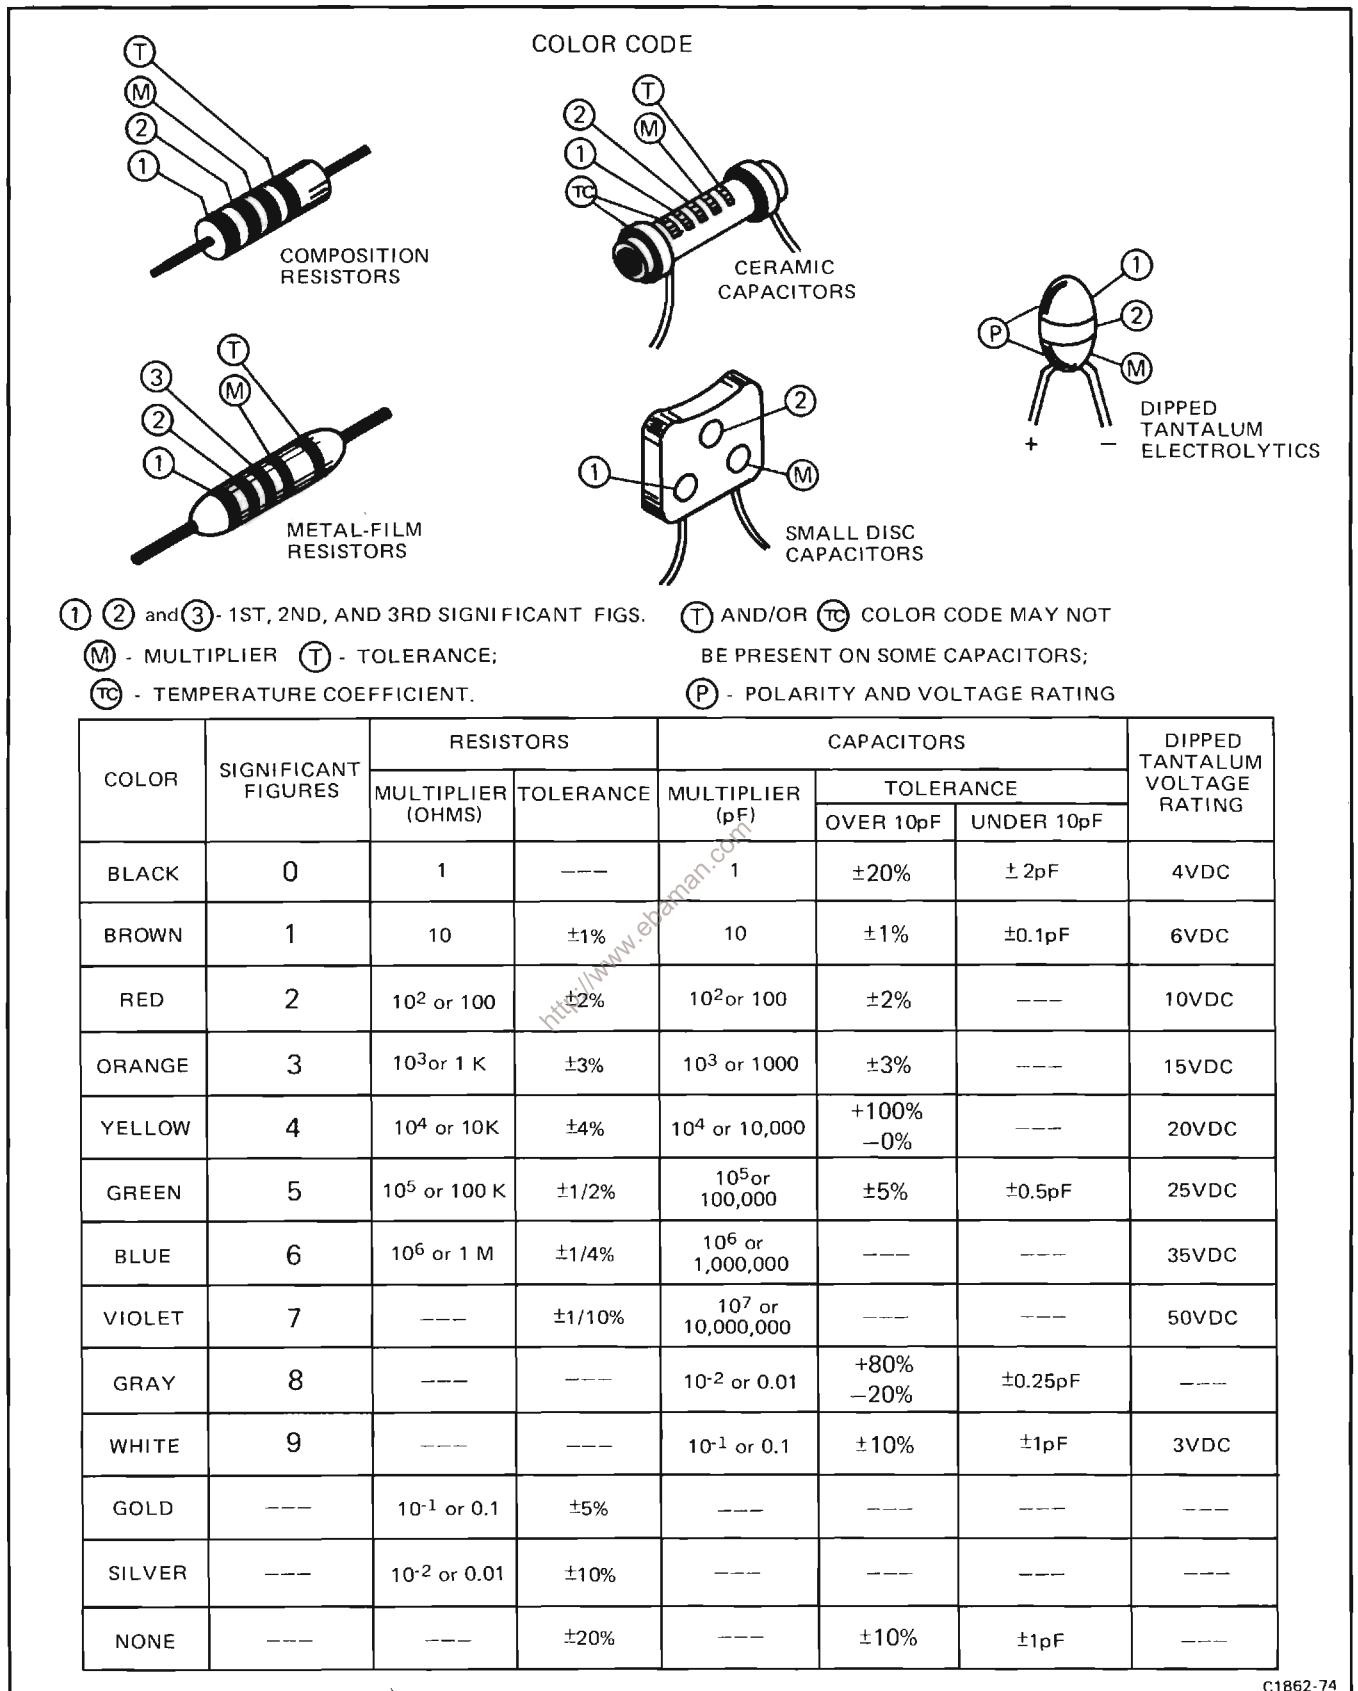 COLOR CODE
T
M
2
1
COMPOSITION
RESISTORS
T
2
M
1
TC
CERAMIC
CAPACITORS
1
2
P
M
+ −
DIPPED
TANTALUM
ELECTROLYTICS
T
3
M
2
1
METAL-FILM
RESISTORS
2
1
M
SMALL DISC
CAPACITORS
1 2 and 3 - 1ST, 2ND, AND 3RD SIGNIFICANT FIGS.
M - MULTIPLIER T - TOLERANCE;
TC - TEMPERATURE COEFFICIENT.
T AND/OR TC COLOR CODE MAY NOT
BE PRESENT ON SOME CAPACITORS;
P - POLARITY AND VOLTAGE RATING
COLOR
SIGNIFICANT
FIGURES
RESISTORS
MULTIPLIER
(OHMS)
TOLERANCE
CAPACITORS
MULTIPLIER
(pF)
TOLERANCE
OVER 10pF UNDER 10pF
DIPPED
TANTALUM
VOLTAGE
RATING
BLACK 0 1 --- 1 ±20% ±2pF 4VDC
BROWN 1 10 ±1% 10 ±1% ±0.1pF 6VDC
RED 2 10² or 100 ±2% 10² or 100 ±2% --- 10VDC
ORANGE 3 10³ or 1 K ±3% 10³ or 1000 ±3% --- 15VDC
YELLOW 4 10⁴ or 10K ±4% 10⁴ or 10,000 +100% −0% --- 20VDC
GREEN 5 10⁵ or 100 K ±1/2% 10⁵ or 100,000 ±5% ±0.5pF 25VDC
BLUE 6 10⁶ or 1 M ±1/4% 10⁶ or 1,000,000 --- --- 35VDC
VIOLET 7 --- ±1/10% 10⁷ or 10,000,000 --- --- 50VDC
GRAY 8 --- --- 10⁻² or 0.01 +80% −20% ±0.25pF ---
WHITE 9 --- --- 10⁻¹ or 0.1 ±10% ±1pF 3VDC
GOLD --- 10⁻¹ or 0.1 ±5% --- --- --- ---
SILVER --- 10⁻² or 0.01 ±10% --- --- --- ---
NONE --- --- ±20% --- ±10% ±1pF ---
http://www.ebaman.com
C1862-74